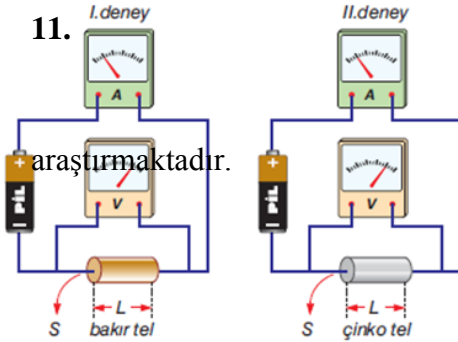 I.deney
II.deney
11.
A
A
araştırmaktadır.
+
PİL
V
+
PİL
V
L
L
S
bakır tel
S
çinko tel